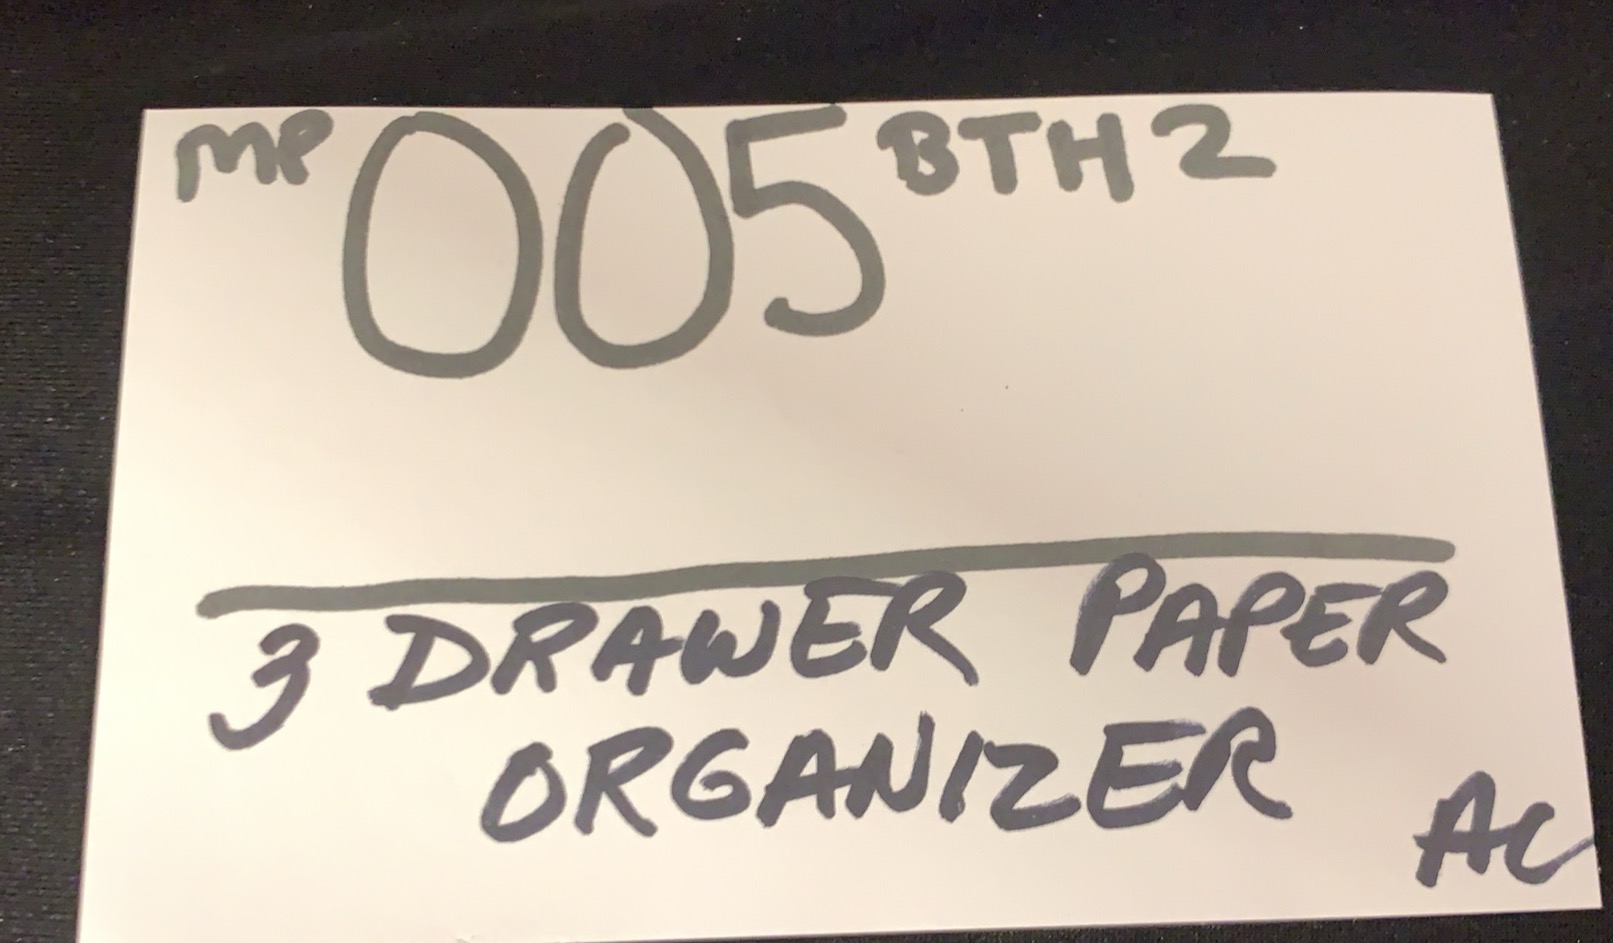 MP 005 BTH 2
3 DRAWER PAPER
ORGANIZER
AC